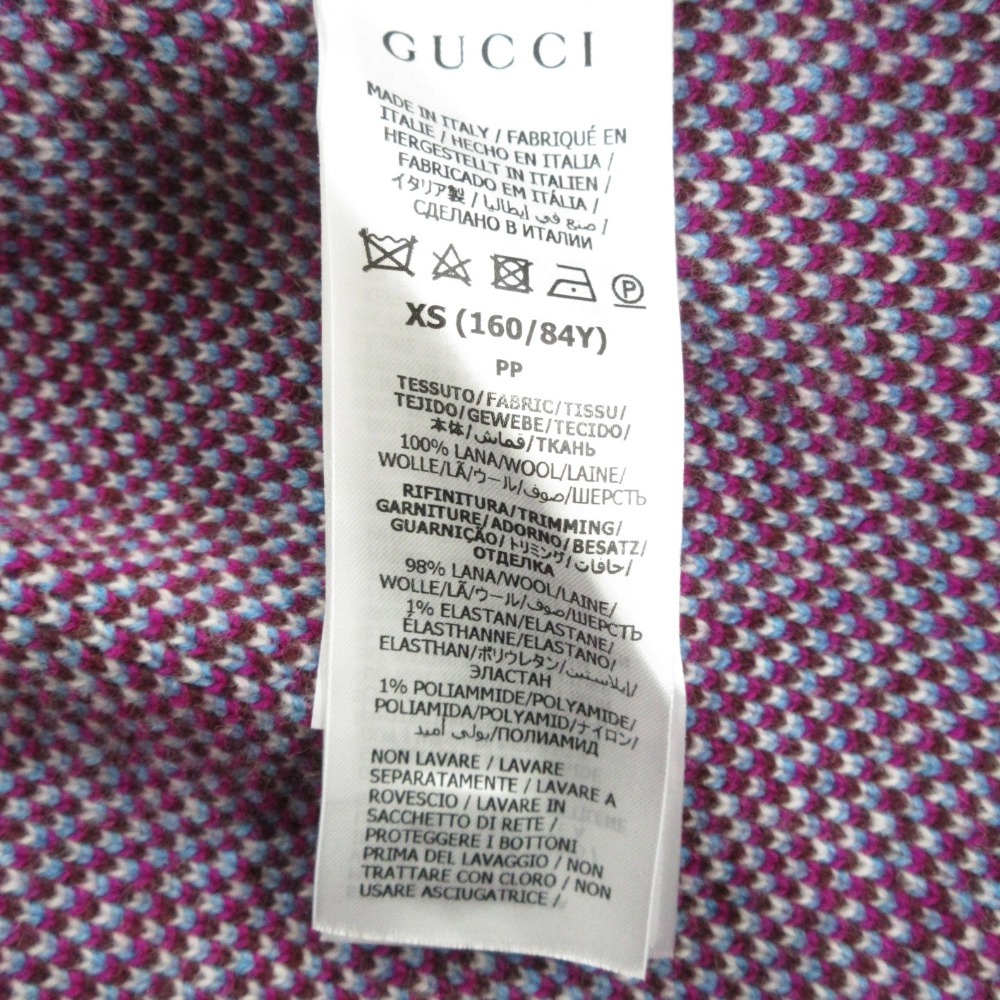 GUCCI
MADE IN ITALY / FABRIQUÉ EN
ITALIE / HECHO EN ITALIA /
HERGESTELLT IN ITALIEN /
FABRICADO EM ITÁLIA /
イタリア製 / صنع في إيطاليا /
СДЕЛАНО В ИТАЛИИ
P
XS (160/84Y)
PP
TESSUTO/FABRIC/TISSU/
TEJIDO/GEWEBE/TECIDO/
本体/قماش/ТКАНЬ
100% LANA/WOOL/LAINE/
WOLLE/LÃ/ウール/صوف/ШЕРСТЬ
RIFINITURA/TRIMMING/
GARNITURE/ADORNO/BESATZ/
GUARNIÇÃO/トリミング/حافات/
ОТДЕЛКА
98% LANA/WOOL/LAINE/
WOLLE/LÃ/ウール/صوف/ШЕРСТЬ
1% ELASTAN/ELASTANE/
ÉLASTHANNE/ELASTANO/
ELASTHAN/ポリウレタン/إيلاستين/
ЭЛАСТАН
1% POLIAMMIDE/POLYAMIDE/
POLIAMIDA/POLYAMID/ナイロン/
بولي أميد/ПОЛИАМИД
NON LAVARE / LAVARE
SEPARATAMENTE / LAVARE A
ROVESCIO / LAVARE IN
SACCHETTO DI RETE /
PROTEGGERE I BOTTONI
PRIMA DEL LAVAGGIO / NON
TRATTARE CON CLORO / NON
USARE ASCIUGATRICE /